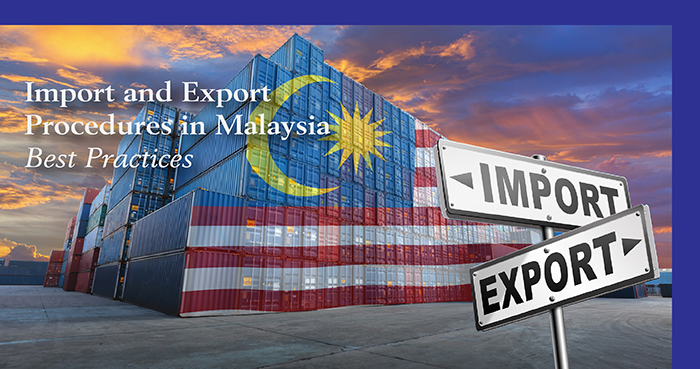 Import and Export
Procedures in Malaysia
Best Practices
IMPORT
EXPORT